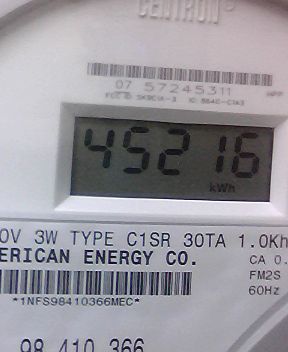 CENTRON®
07 57245311
45216
kWh
0V 3W TYPE C1SR 30TA 1.0Kh
ERICAN ENERGY CO.
CA 0.
*1NFS98410366MEC*
FM2S
60Hz
98 410 366